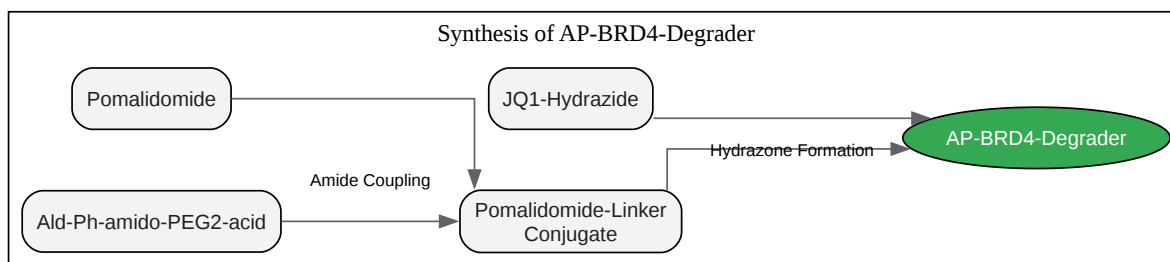 Synthesis of AP-BRD4-Degrader
Pomalidomide
JQ1-Hydrazide
AP-BRD4-Degrader
Hydrazone Formation
Amide Coupling
Ald-Ph-amido-PEG2-acid
Pomalidomide-Linker
Conjugate